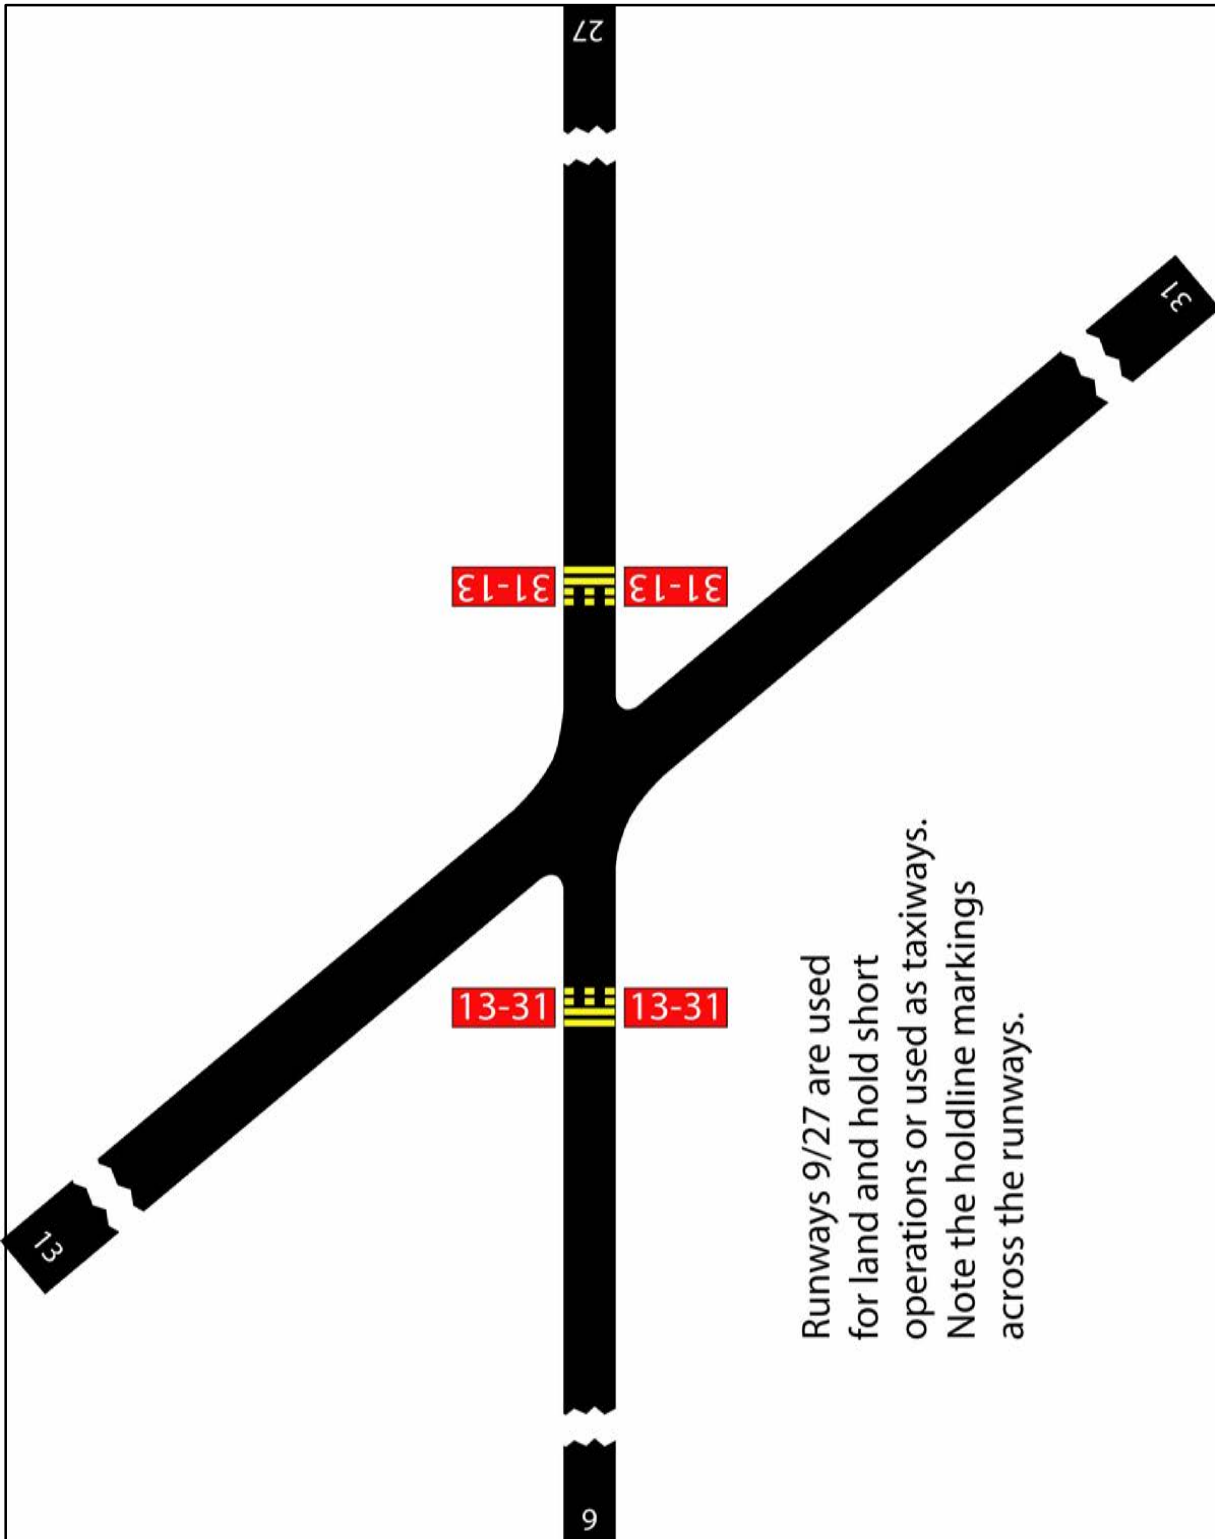 27
31
31-13
31-13
13-31
13-31
13
9
Runways 9/27 are used
for land and hold short
operations or used as taxiways.
Note the holdline markings
across the runways.